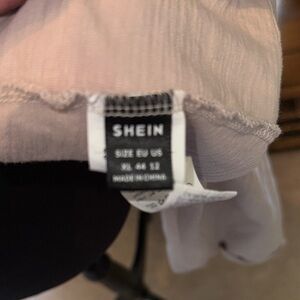 SHEIN
SIZE EU US
XL 44 12
MADE IN CHINA